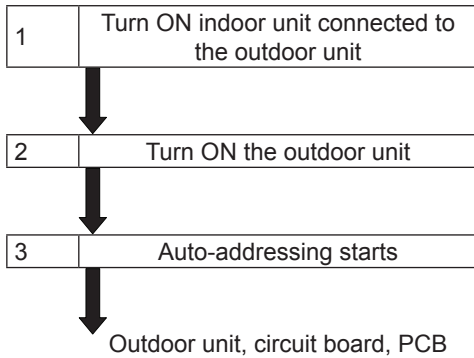 1 Turn ON indoor unit connected to
the outdoor unit
2 Turn ON the outdoor unit
3 Auto-addressing starts
Outdoor unit, circuit board, PCB